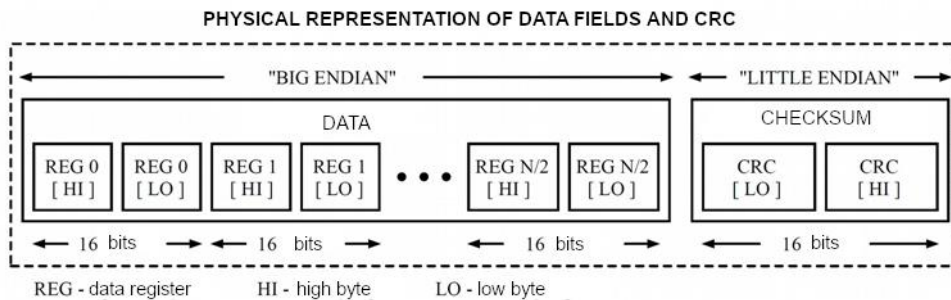 PHYSICAL REPRESENTATION OF DATA FIELDS AND CRC
"BIG ENDIAN" "LITTLE ENDIAN"
DATA CHECKSUM
REG 0 REG 0 REG 1 REG 1 REG N/2 REG N/2 CRC CRC
[ HI ] [ LO ] [ HI ] [ LO ] • • • [ HI ] [ LO ] [ LO ] [ HI ]
16 bits 16 bits 16 bits 16 bits
REG - data register HI - high byte LO - low byte